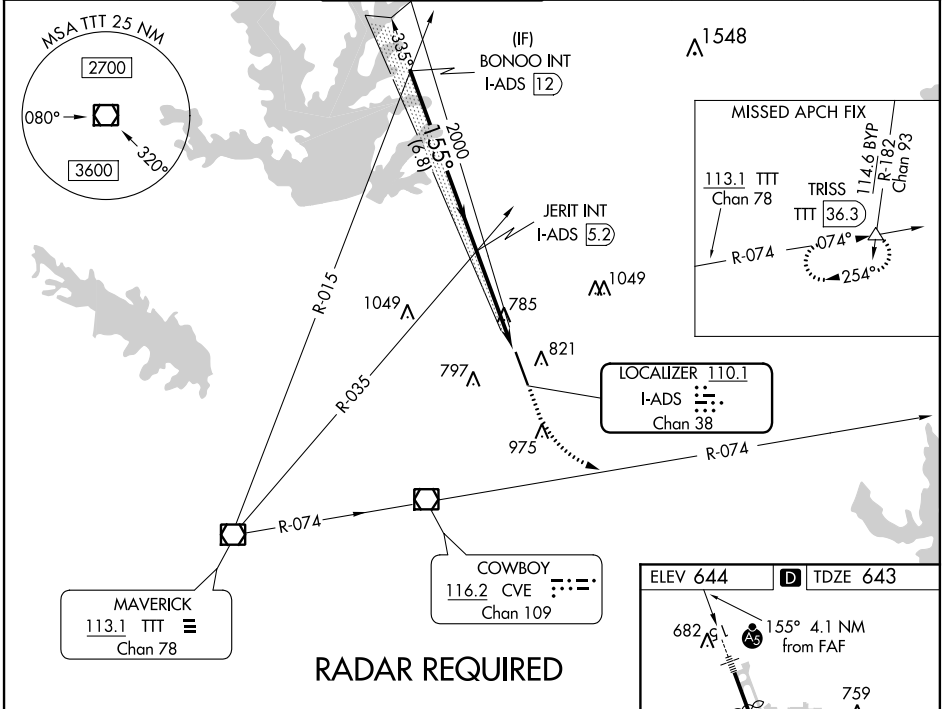 MSA TTT 25 NM
2700
080°
320°
3600
335°
(IF)
BONOO INT
I-ADS 12
1548
155°
(6.8)
2000
MISSED APCH FIX
113.1 TTT
Chan 78
TRISS
TTT 36.3
114.6 BYP
R-182
Chan 93
R-074
074°
254°
JERIT INT
I-ADS 5.2
R-015
1049
785
1049
R-035
797
821
LOCALIZER 110.1
I-ADS
Chan 38
975
R-074
R-074
MAVERICK
113.1 TTT
Chan 78
COWBOY
116.2 CVE
Chan 109
RADAR REQUIRED
ELEV 644
D
TDZE 643
682
15
A5
155° 4.1 NM
from FAF
759